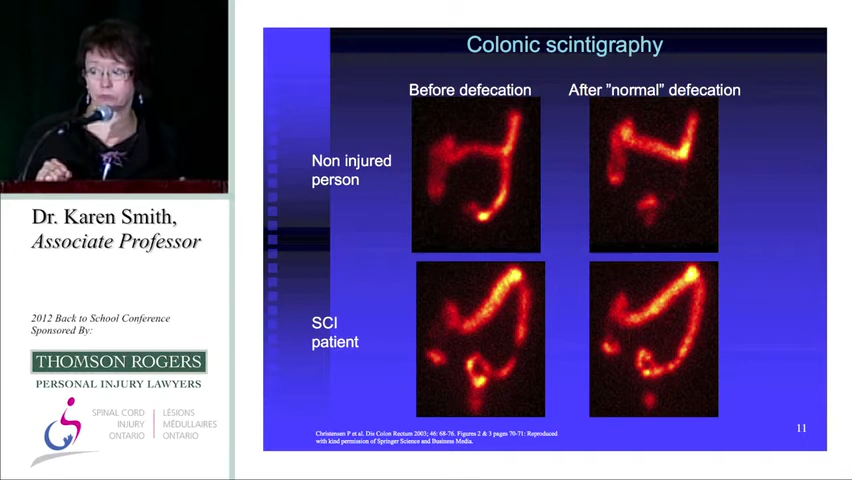 Colonic scintigraphy
Before defecation
After ”normal” defecation
Non injured
person
SCI
patient
Christensen P et al. Dis Colon Rectum 2003; 46: 68-76. Figures 2 & 3 pages 70-71: Reproduced
with kind permission of Springer Science and Business Media.
11
Dr. Karen Smith,
Associate Professor
2012 Back to School Conference
Sponsored By:
THOMSON ROGERS
PERSONAL INJURY LAWYERS
SPINAL CORD
INJURY
ONTARIO
LÉSIONS
MÉDULLAIRES
ONTARIO